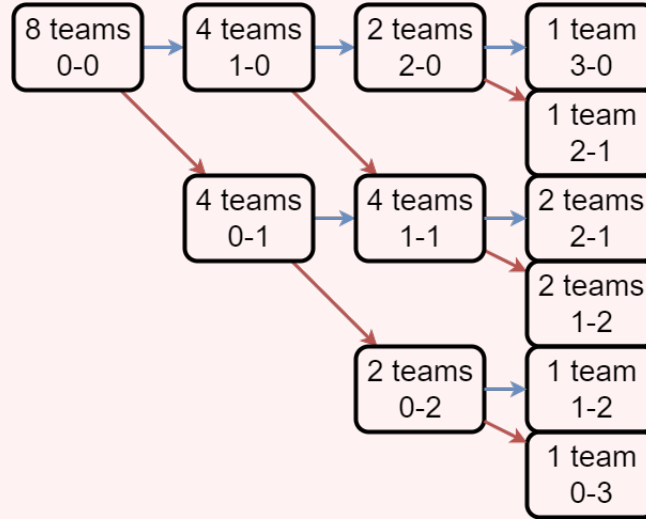 8 teams
0-0
4 teams
1-0
2 teams
2-0
1 team
3-0
1 team
2-1
4 teams
0-1
4 teams
1-1
2 teams
2-1
2 teams
1-2
2 teams
0-2
1 team
1-2
1 team
0-3